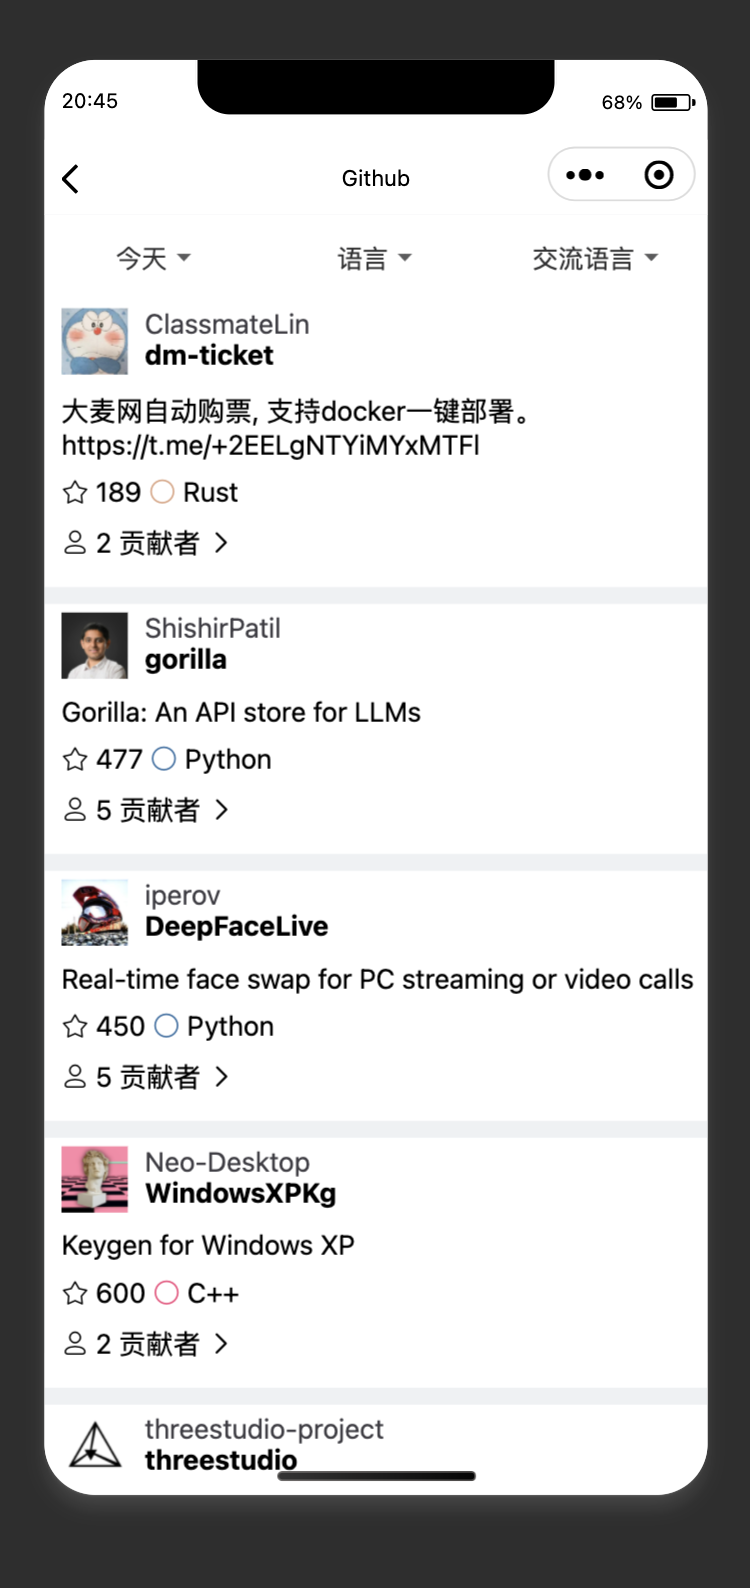 20:45
68%
Github
今天
语言
交流语言
ClassmateLin
dm-ticket
大麦网自动购票, 支持docker一键部署。
https://t.me/+2EELgNTYiMYxMTFl
189 Rust
2 贡献者
ShishirPatil
gorilla
Gorilla: An API store for LLMs
477 Python
5 贡献者
iperov
DeepFaceLive
Real-time face swap for PC streaming or video calls
450 Python
5 贡献者
Neo-Desktop
WindowsXPKg
Keygen for Windows XP
600 C++
2 贡献者
threestudio-project
threestudio